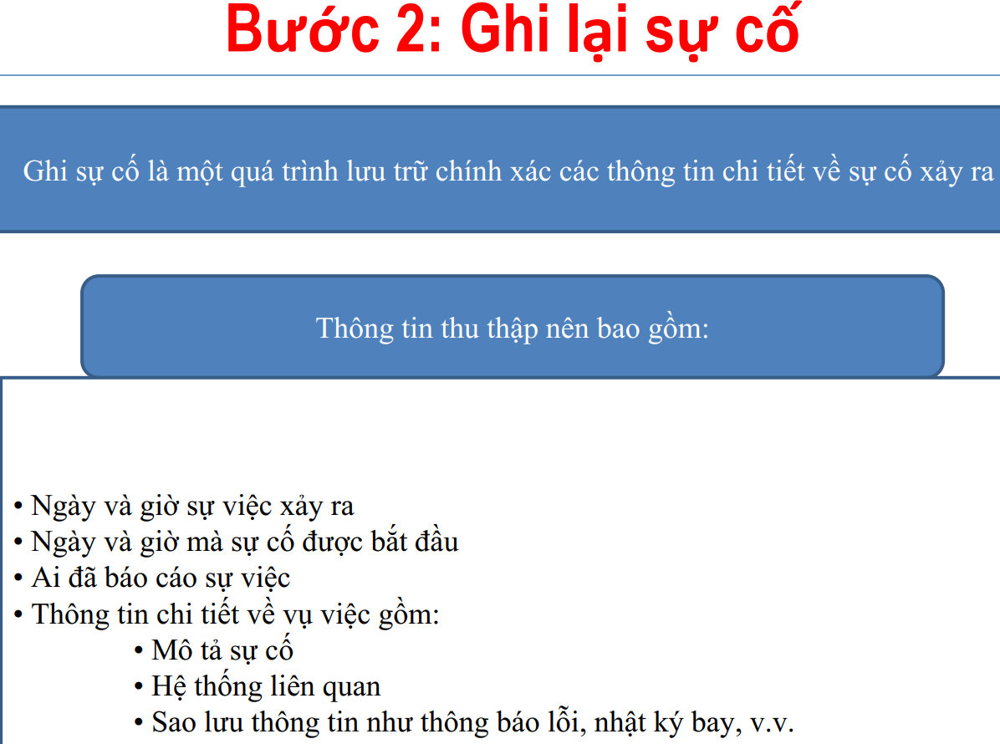 Bước 2: Ghi lại sự cố
Ghi sự cố là một quá trình lưu trữ chính xác các thông tin chi tiết về sự cố xảy ra
Thông tin thu thập nên bao gồm:
• Ngày và giờ sự việc xảy ra
• Ngày và giờ mà sự cố được bắt đầu
• Ai đã báo cáo sự việc
• Thông tin chi tiết về vụ việc gồm:
• Mô tả sự cố
• Hệ thống liên quan
• Sao lưu thông tin như thông báo lỗi, nhật ký bay, v.v.